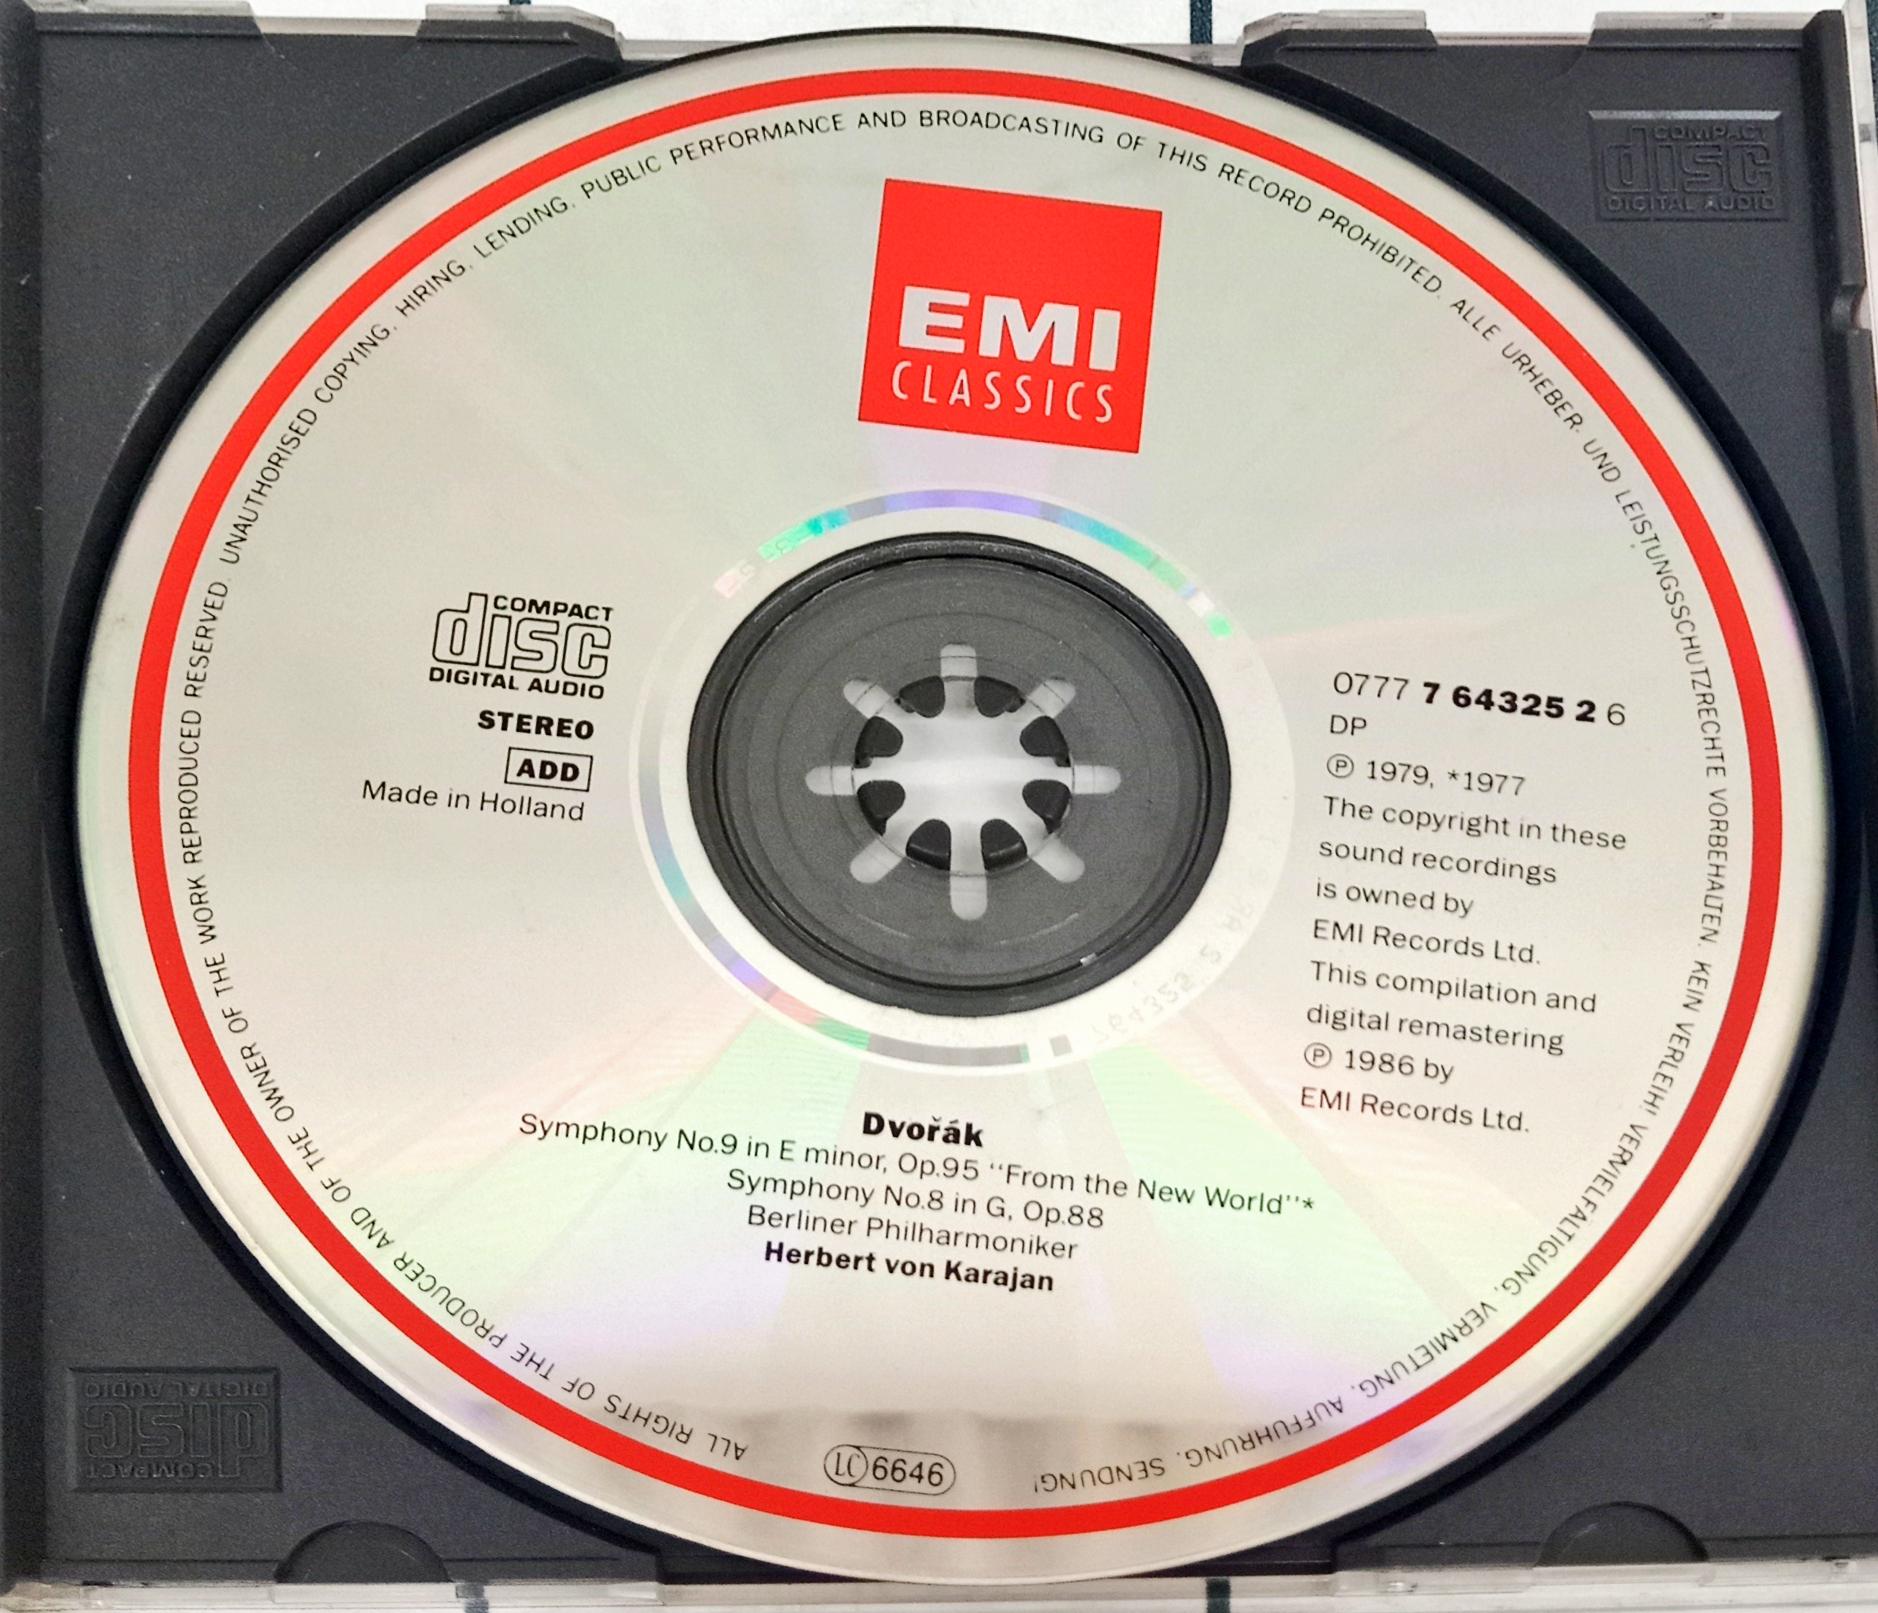 EMI
CLASSICS
COMPACT
disc
DIGITAL AUDIO
STEREO
ADD
Made in Holland
0777 7 64325 2 6
DP
℗ 1979, *1977
The copyright in these
sound recordings
is owned by
EMI Records Ltd.
This compilation and
digital remastering
℗ 1986 by
EMI Records Ltd.
Dvořák
Symphony No.9 in E minor, Op.95 ‘‘From the New World’’*
Symphony No.8 in G, Op.88
Berliner Philharmoniker
Herbert von Karajan
ALL RIGHTS OF THE PRODUCER AND OF THE OWNER OF THE WORK REPRODUCED RESERVED. UNAUTHORISED COPYING, HIRING, LENDING, PUBLIC PERFORMANCE AND BROADCASTING OF THIS RECORD PROHIBITED. ALLE URHEBER- UND LEISTUNGSSCHUTZRECHTE VORBEHALTEN. KEIN VERLEIH! VERVIELFÄLTIGUNG, VERMIETUNG, AUFFÜHRUNG, SENDUNG!
LC 6646
COMPACT
disc
DIGITAL AUDIO
COMPACT
disc
DIGITAL AUDIO